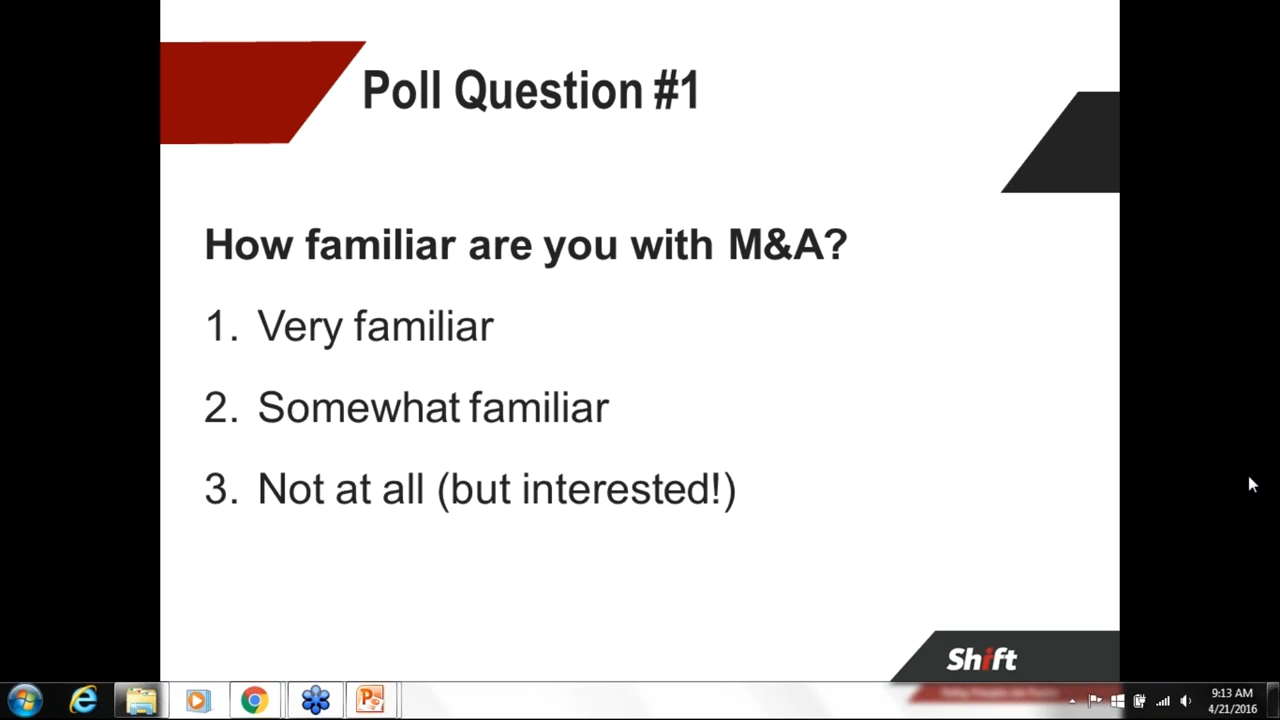 Poll Question #1
How familiar are you with M&A?
1. Very familiar
2. Somewhat familiar
3. Not at all (but interested!)
Shift
9:13 AM
4/21/2016